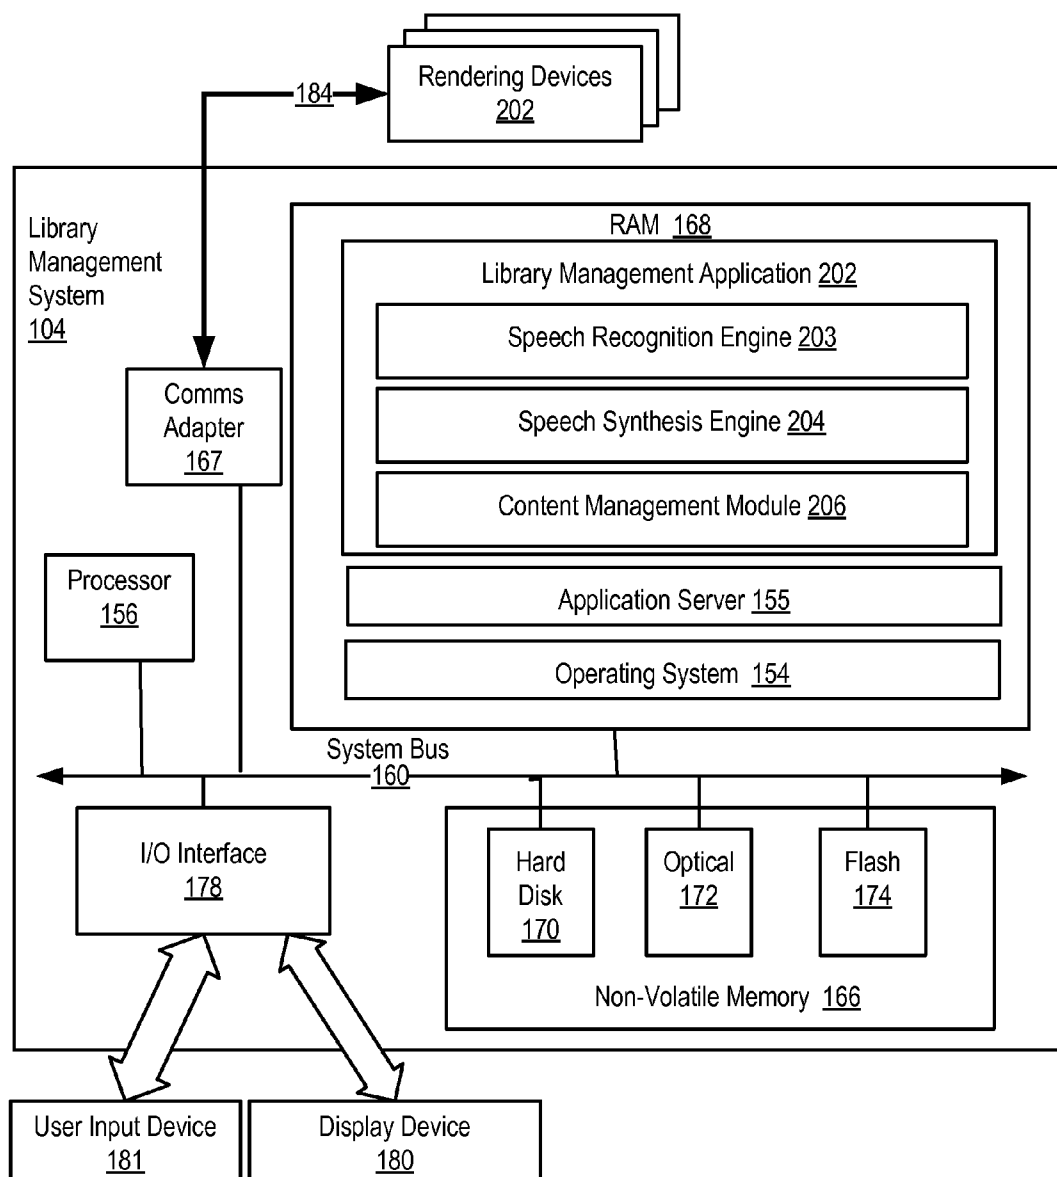 Rendering Devices
202
184
Library
Management
System
104
RAM 168
Library Management Application 202
Speech Recognition Engine 203
Speech Synthesis Engine 204
Content Management Module 206
Application Server 155
Operating System 154
Comms
Adapter
167
Processor
156
System Bus
160
I/O Interface
178
Hard
Disk
170
Optical
172
Flash
174
Non-Volatile Memory 166
User Input Device
181
Display Device
180